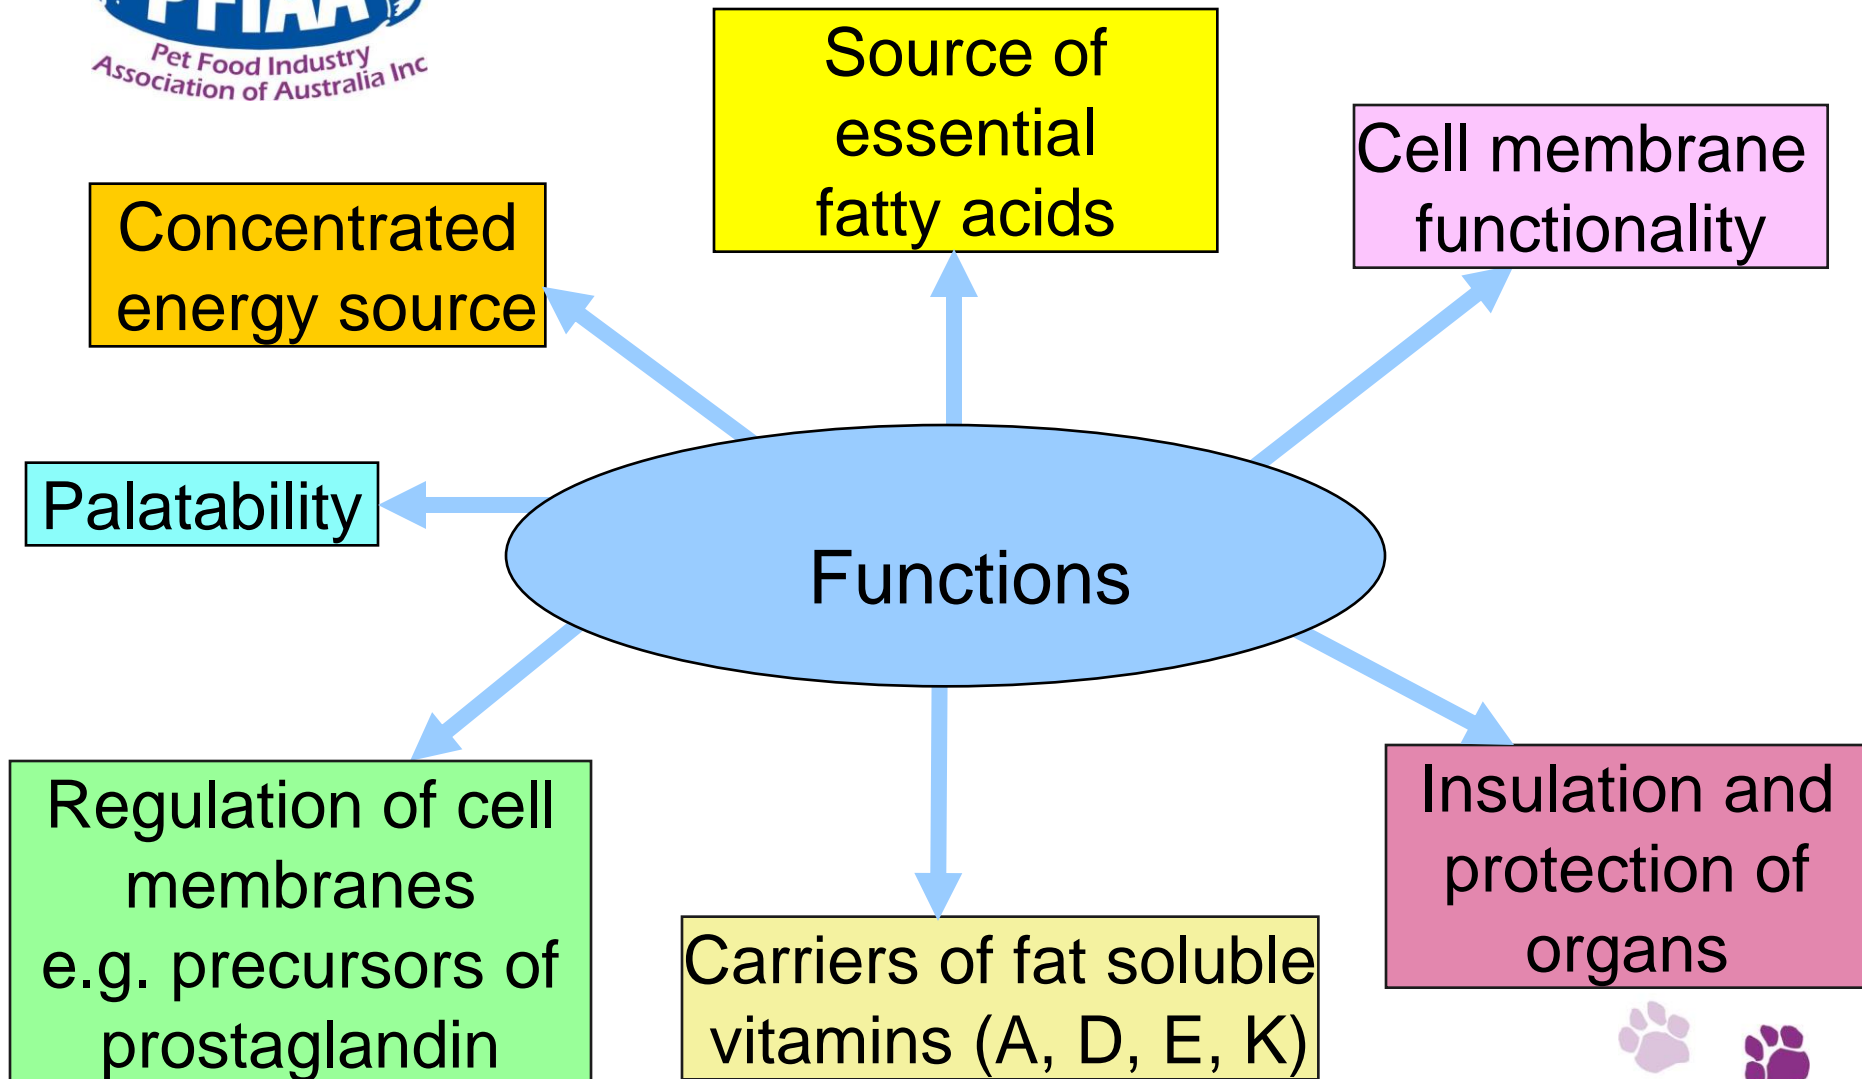 PFIAA
Pet Food Industry
Association of Australia Inc
Source of
essential
fatty acids
Cell membrane
functionality
Concentrated
energy source
Palatability
Functions
Regulation of cell
membranes
e.g. precursors of
prostaglandin
Carriers of fat soluble
vitamins (A, D, E, K)
Insulation and
protection of
organs